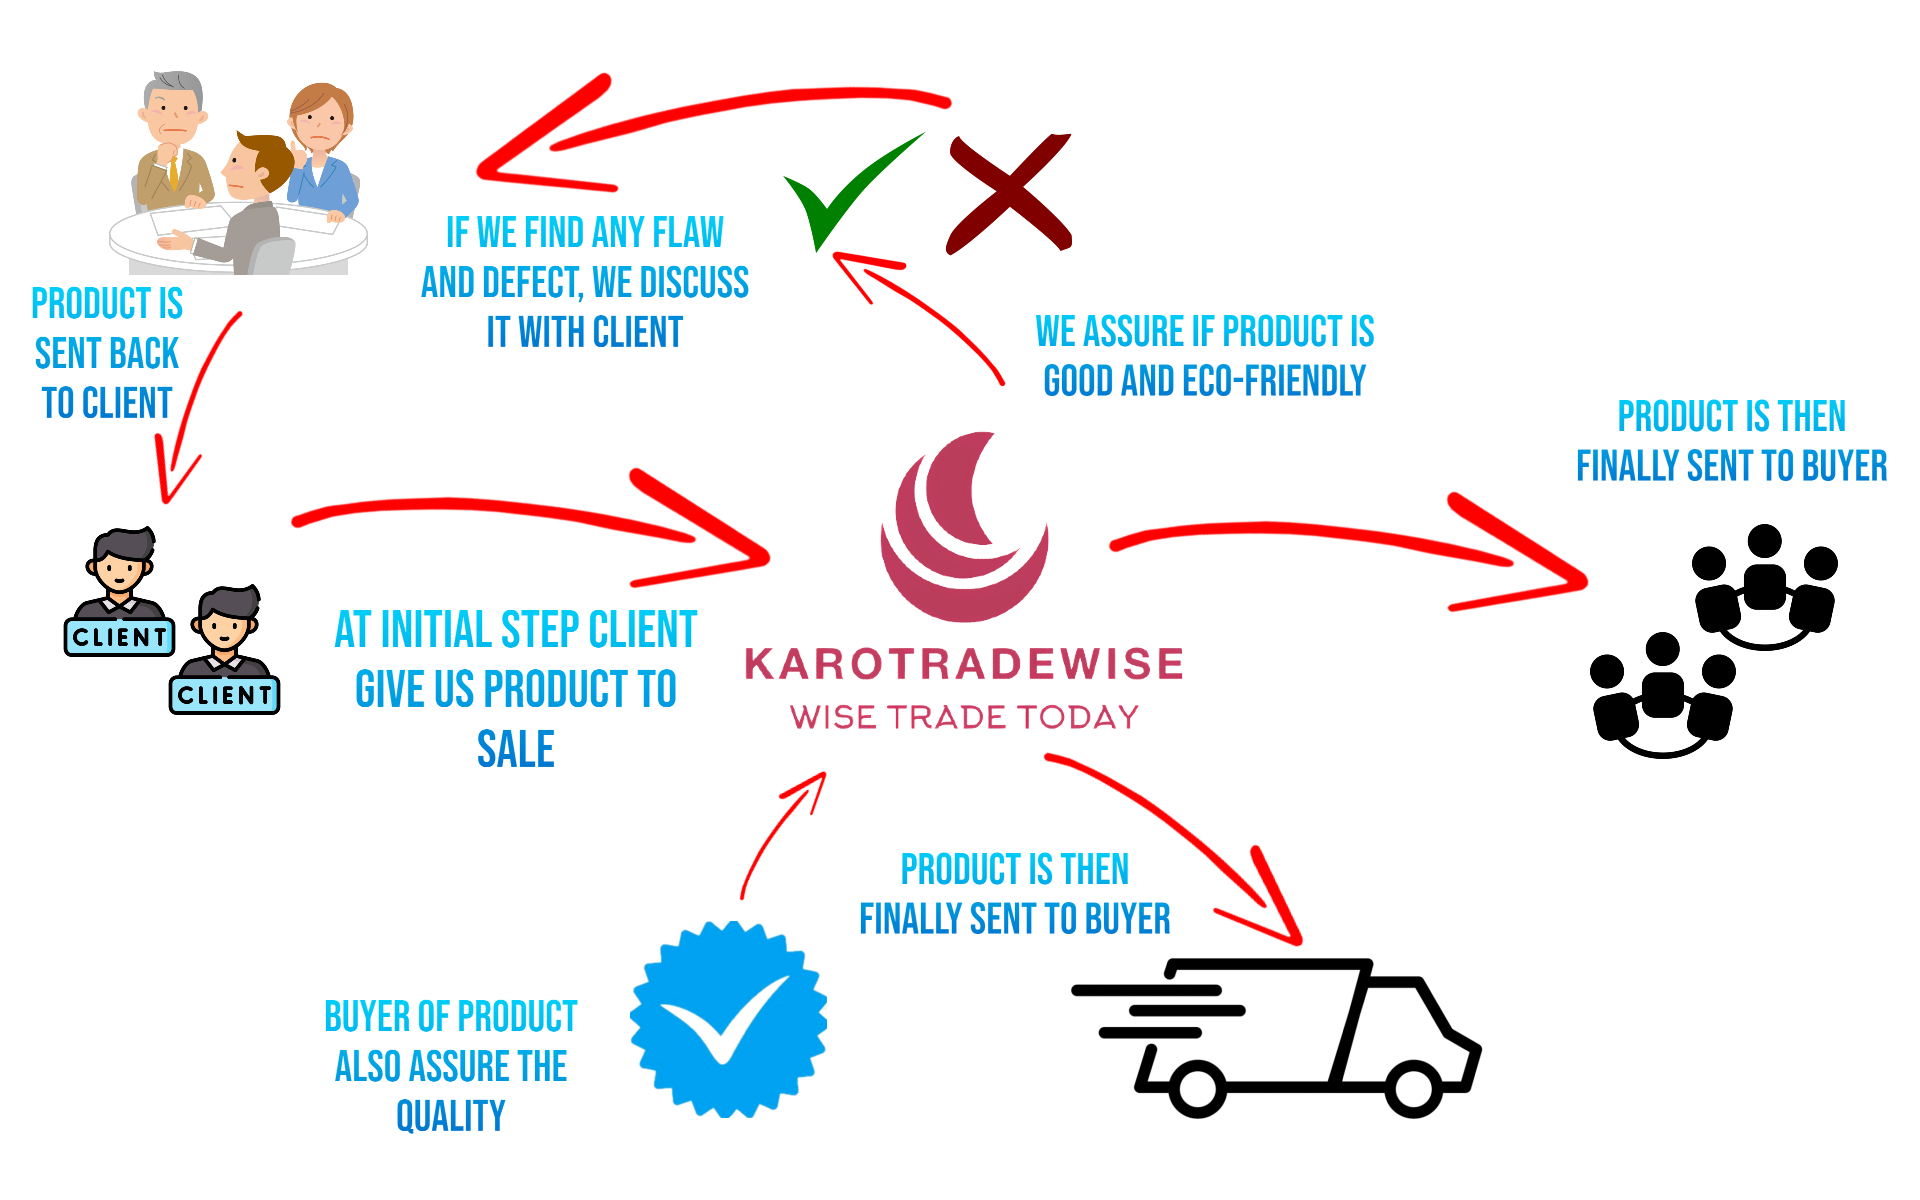 IF WE FIND ANY FLAW
AND DEFECT, WE DISCUSS
IT WITH CLIENT
PRODUCT IS
SENT BACK
TO CLIENT
WE ASSURE IF PRODUCT IS
GOOD AND ECO-FRIENDLY
PRODUCT IS THEN
FINALLY SENT TO BUYER
CLIENT
CLIENT
AT INITIAL STEP CLIENT
GIVE US PRODUCT TO
SALE
KAROTRADEWISE
WISE TRADE TODAY
PRODUCT IS THEN
FINALLY SENT TO BUYER
BUYER OF PRODUCT
ALSO ASSURE THE
QUALITY